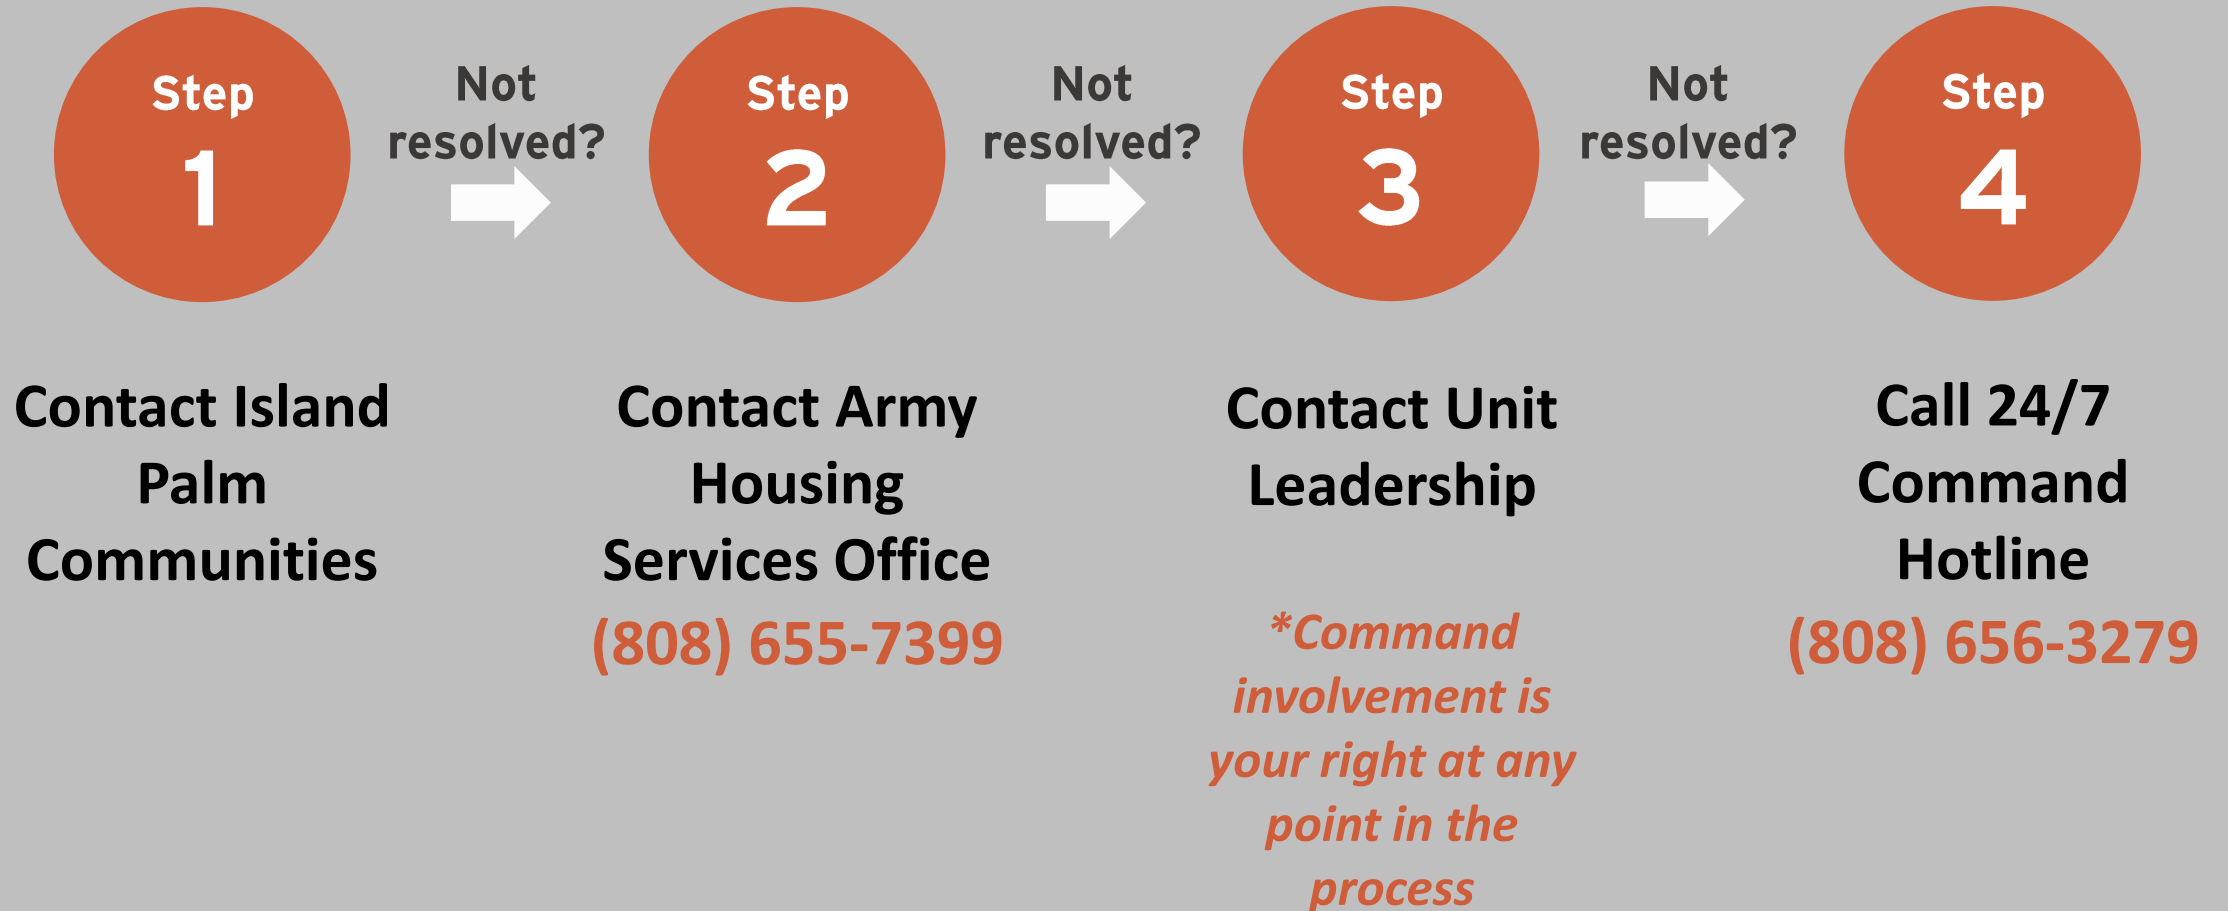 Step
1
Not
resolved?
Step
2
Not
resolved?
Step
3
Not
resolved?
Step
4
Contact Island
Palm
Communities
Contact Army
Housing
Services Office
(808) 655-7399
Contact Unit
Leadership
*Command
involvement is
your right at any
point in the
process
Call 24/7
Command
Hotline
(808) 656-3279